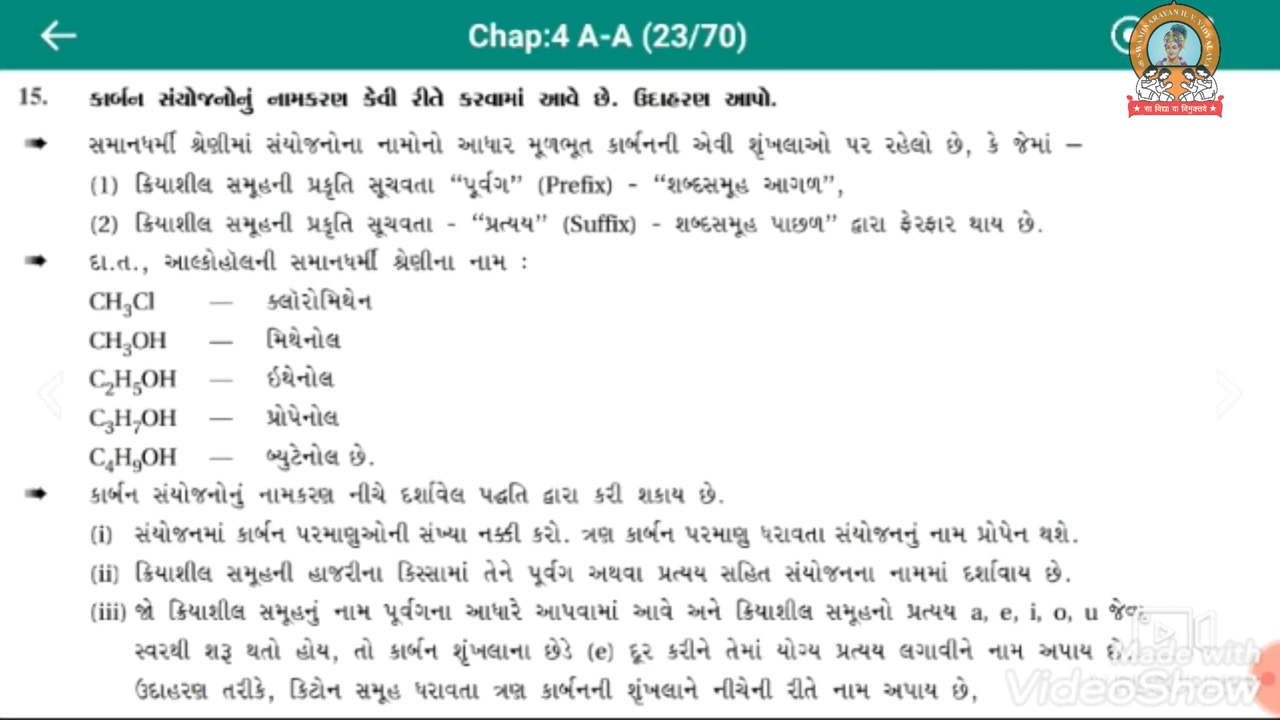 Chap:4 A-A (23/70)
SWAMINARAYAN H. V. VIDYALAYA
★ सा विद्या या विमुक्तये ★
15. કાર્બન સંયોજનોનું નામકરણ કેવી રીતે કરવામાં આવે છે. ઉદાહરણ આપો.
➠ સમાનધર્મી શ્રેણીમાં સંયોજનોના નામોનો આધાર મૂળભૂત કાર્બનની એવી શૃંખલાઓ પર રહેલો છે, કે જેમાં –
(1) ક્રિયાશીલ સમૂહની પ્રકૃતિ સૂચવતા “પૂર્વગ” (Prefix) - “શબ્દસમૂહ આગળ”,
(2) ક્રિયાશીલ સમૂહની પ્રકૃતિ સૂચવતા - “પ્રત્યય” (Suffix) - શબ્દસમૂહ પાછળ” દ્વારા ફેરફાર થાય છે.
➠ દા.ત., આલ્કોહૉલની સમાનધર્મી શ્રેણીના નામ :
CH₃Cl — ક્લૉરોમિથેન
CH₃OH — મિથેનોલ
C₂H₅OH — ઇથેનોલ
C₃H₇OH — પ્રોપેનોલ
C₄H₉OH — બ્યુટેનોલ છે.
➠ કાર્બન સંયોજનોનું નામકરણ નીચે દર્શાવેલ પદ્ધતિ દ્વારા કરી શકાય છે.
(i) સંયોજનમાં કાર્બન પરમાણુઓની સંખ્યા નક્કી કરો. ત્રણ કાર્બન પરમાણુ ધરાવતા સંયોજનનું નામ પ્રોપેન થશે.
(ii) ક્રિયાશીલ સમૂહની હાજરીના કિસ્સામાં તેને પૂર્વગ અથવા પ્રત્યય સહિત સંયોજનના નામમાં દર્શાવાય છે.
(iii) જો ક્રિયાશીલ સમૂહનું નામ પૂર્વગના આધારે આપવામાં આવે અને ક્રિયાશીલ સમૂહનો પ્રત્યય a, e, i, o, u જેવા
સ્વરથી શરૂ થતો હોય, તો કાર્બન શૃંખલાના છેડે (e) દૂર કરીને તેમાં યોગ્ય પ્રત્યય લગાવીને નામ અપાય છે.
ઉદાહરણ તરીકે, કિટોન સમૂહ ધરાવતા ત્રણ કાર્બનની શૃંખલાને નીચેની રીતે નામ અપાય છે,
Made with
VideoShow